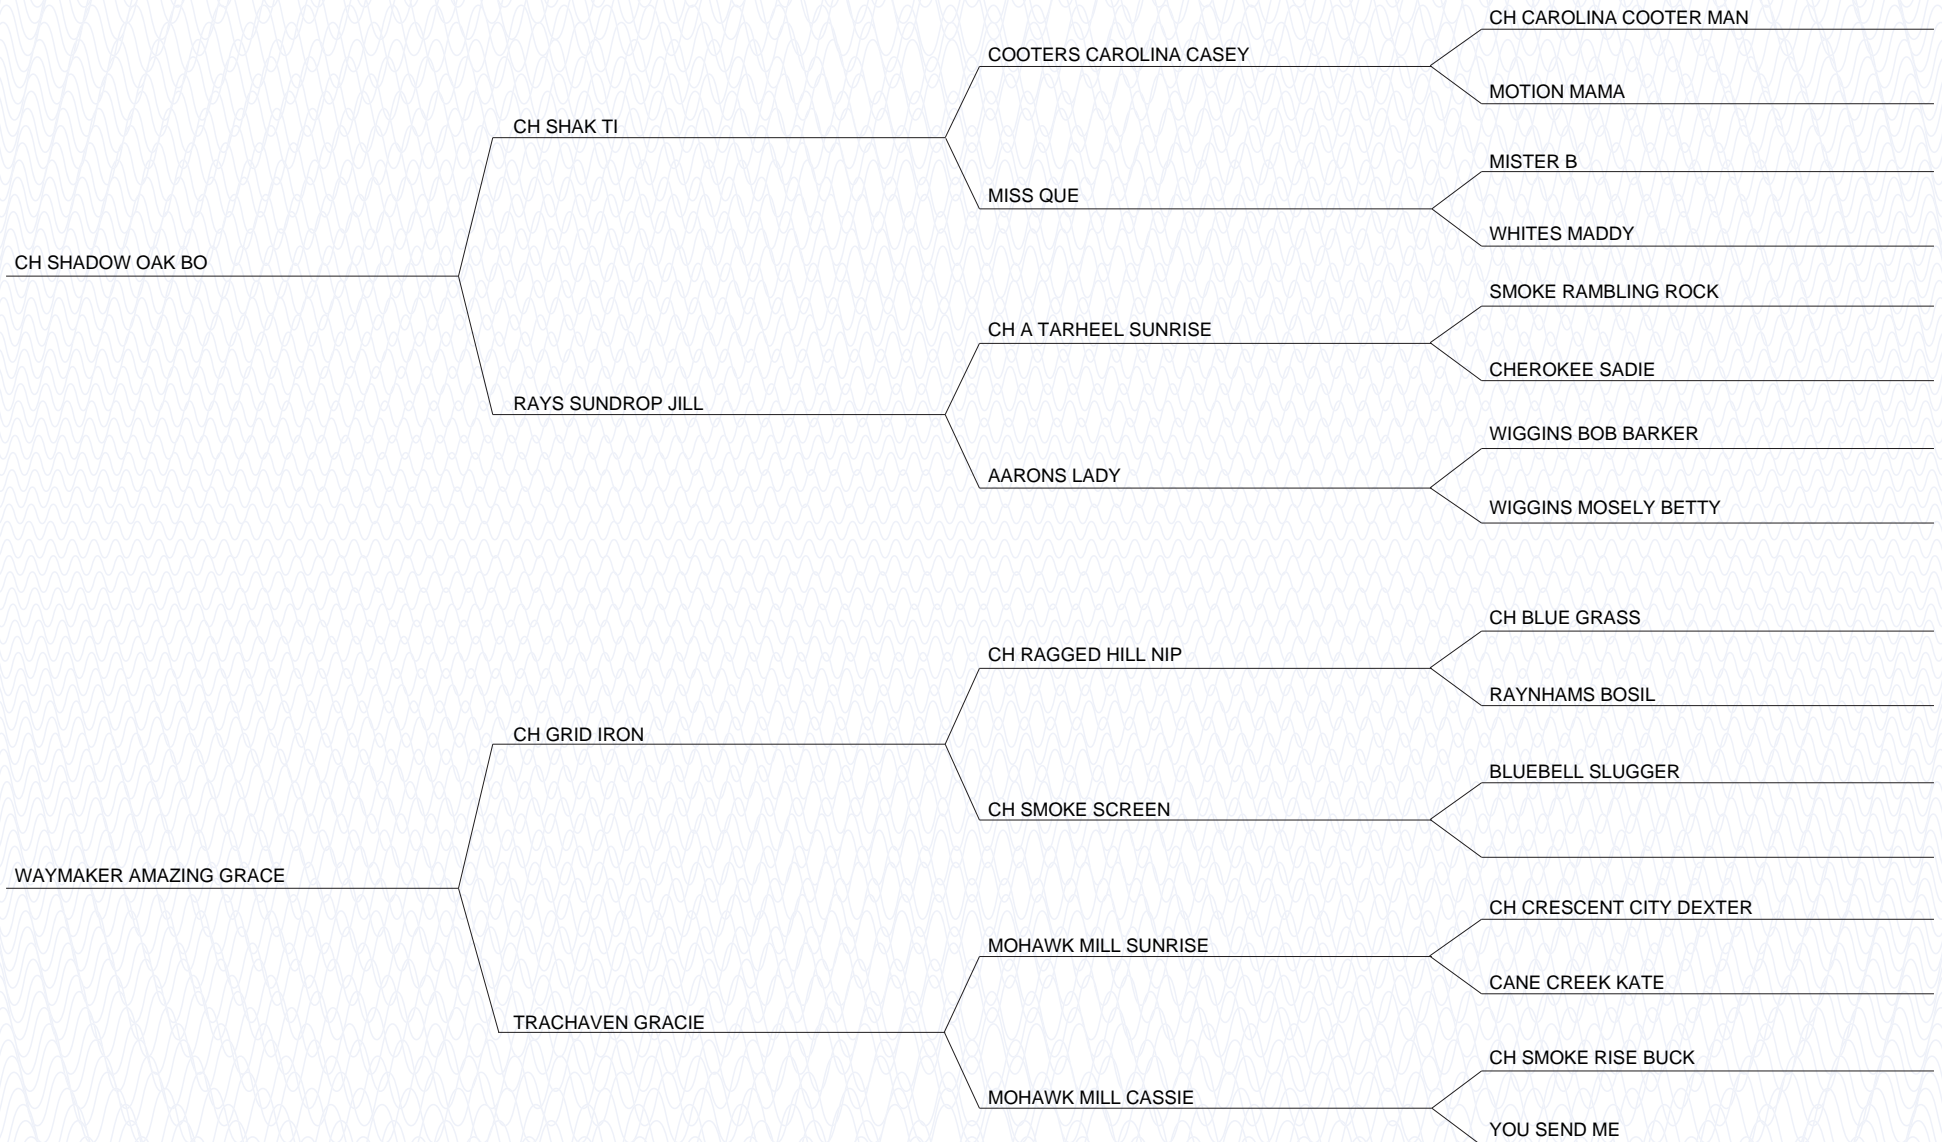 CH CAROLINA COOTER MAN
COOTERS CAROLINA CASEY
MOTION MAMA
CH SHAK TI
MISTER B
MISS QUE
WHITES MADDY
CH SHADOW OAK BO
SMOKE RAMBLING ROCK
CH A TARHEEL SUNRISE
CHEROKEE SADIE
RAYS SUNDROP JILL
WIGGINS BOB BARKER
AARONS LADY
WIGGINS MOSELY BETTY
CH BLUE GRASS
CH RAGGED HILL NIP
RAYNHAMS BOSIL
CH GRID IRON
BLUEBELL SLUGGER
CH SMOKE SCREEN
WAYMAKER AMAZING GRACE
CH CRESCENT CITY DEXTER
MOHAWK MILL SUNRISE
CANE CREEK KATE
TRACHAVEN GRACIE
CH SMOKE RISE BUCK
MOHAWK MILL CASSIE
YOU SEND ME